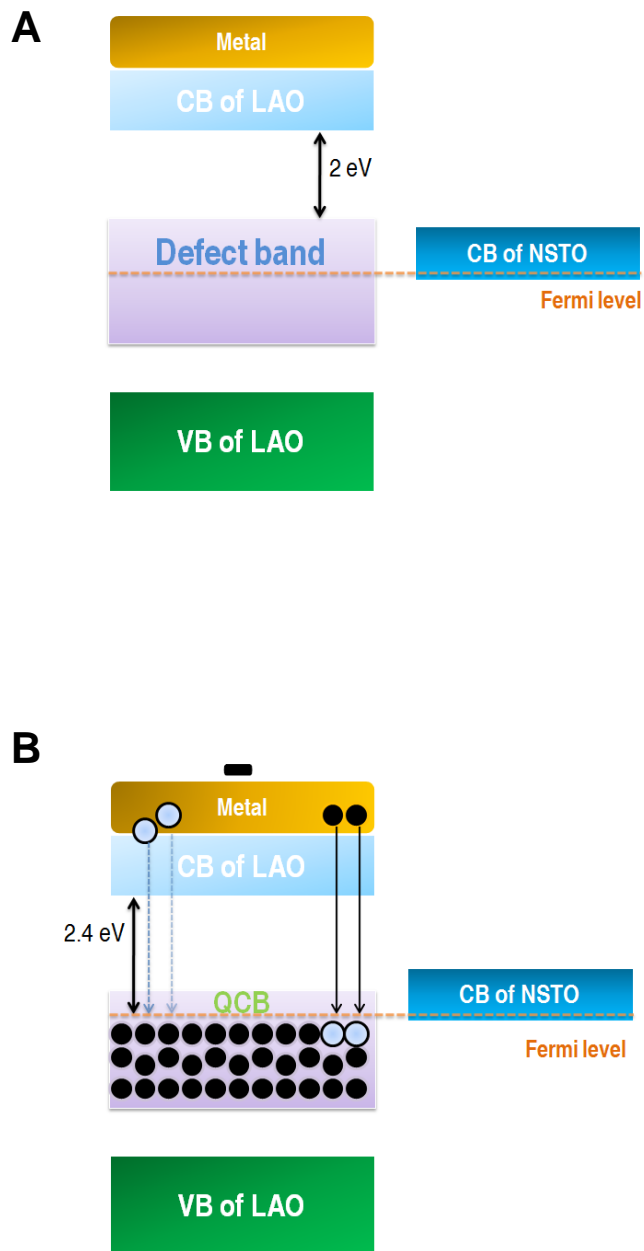 A
Metal
CB of LAO
2 eV
Defect band
CB of NSTO
Fermi level
VB of LAO
B
Metal
CB of LAO
2.4 eV
QCB
CB of NSTO
Fermi level
VB of LAO